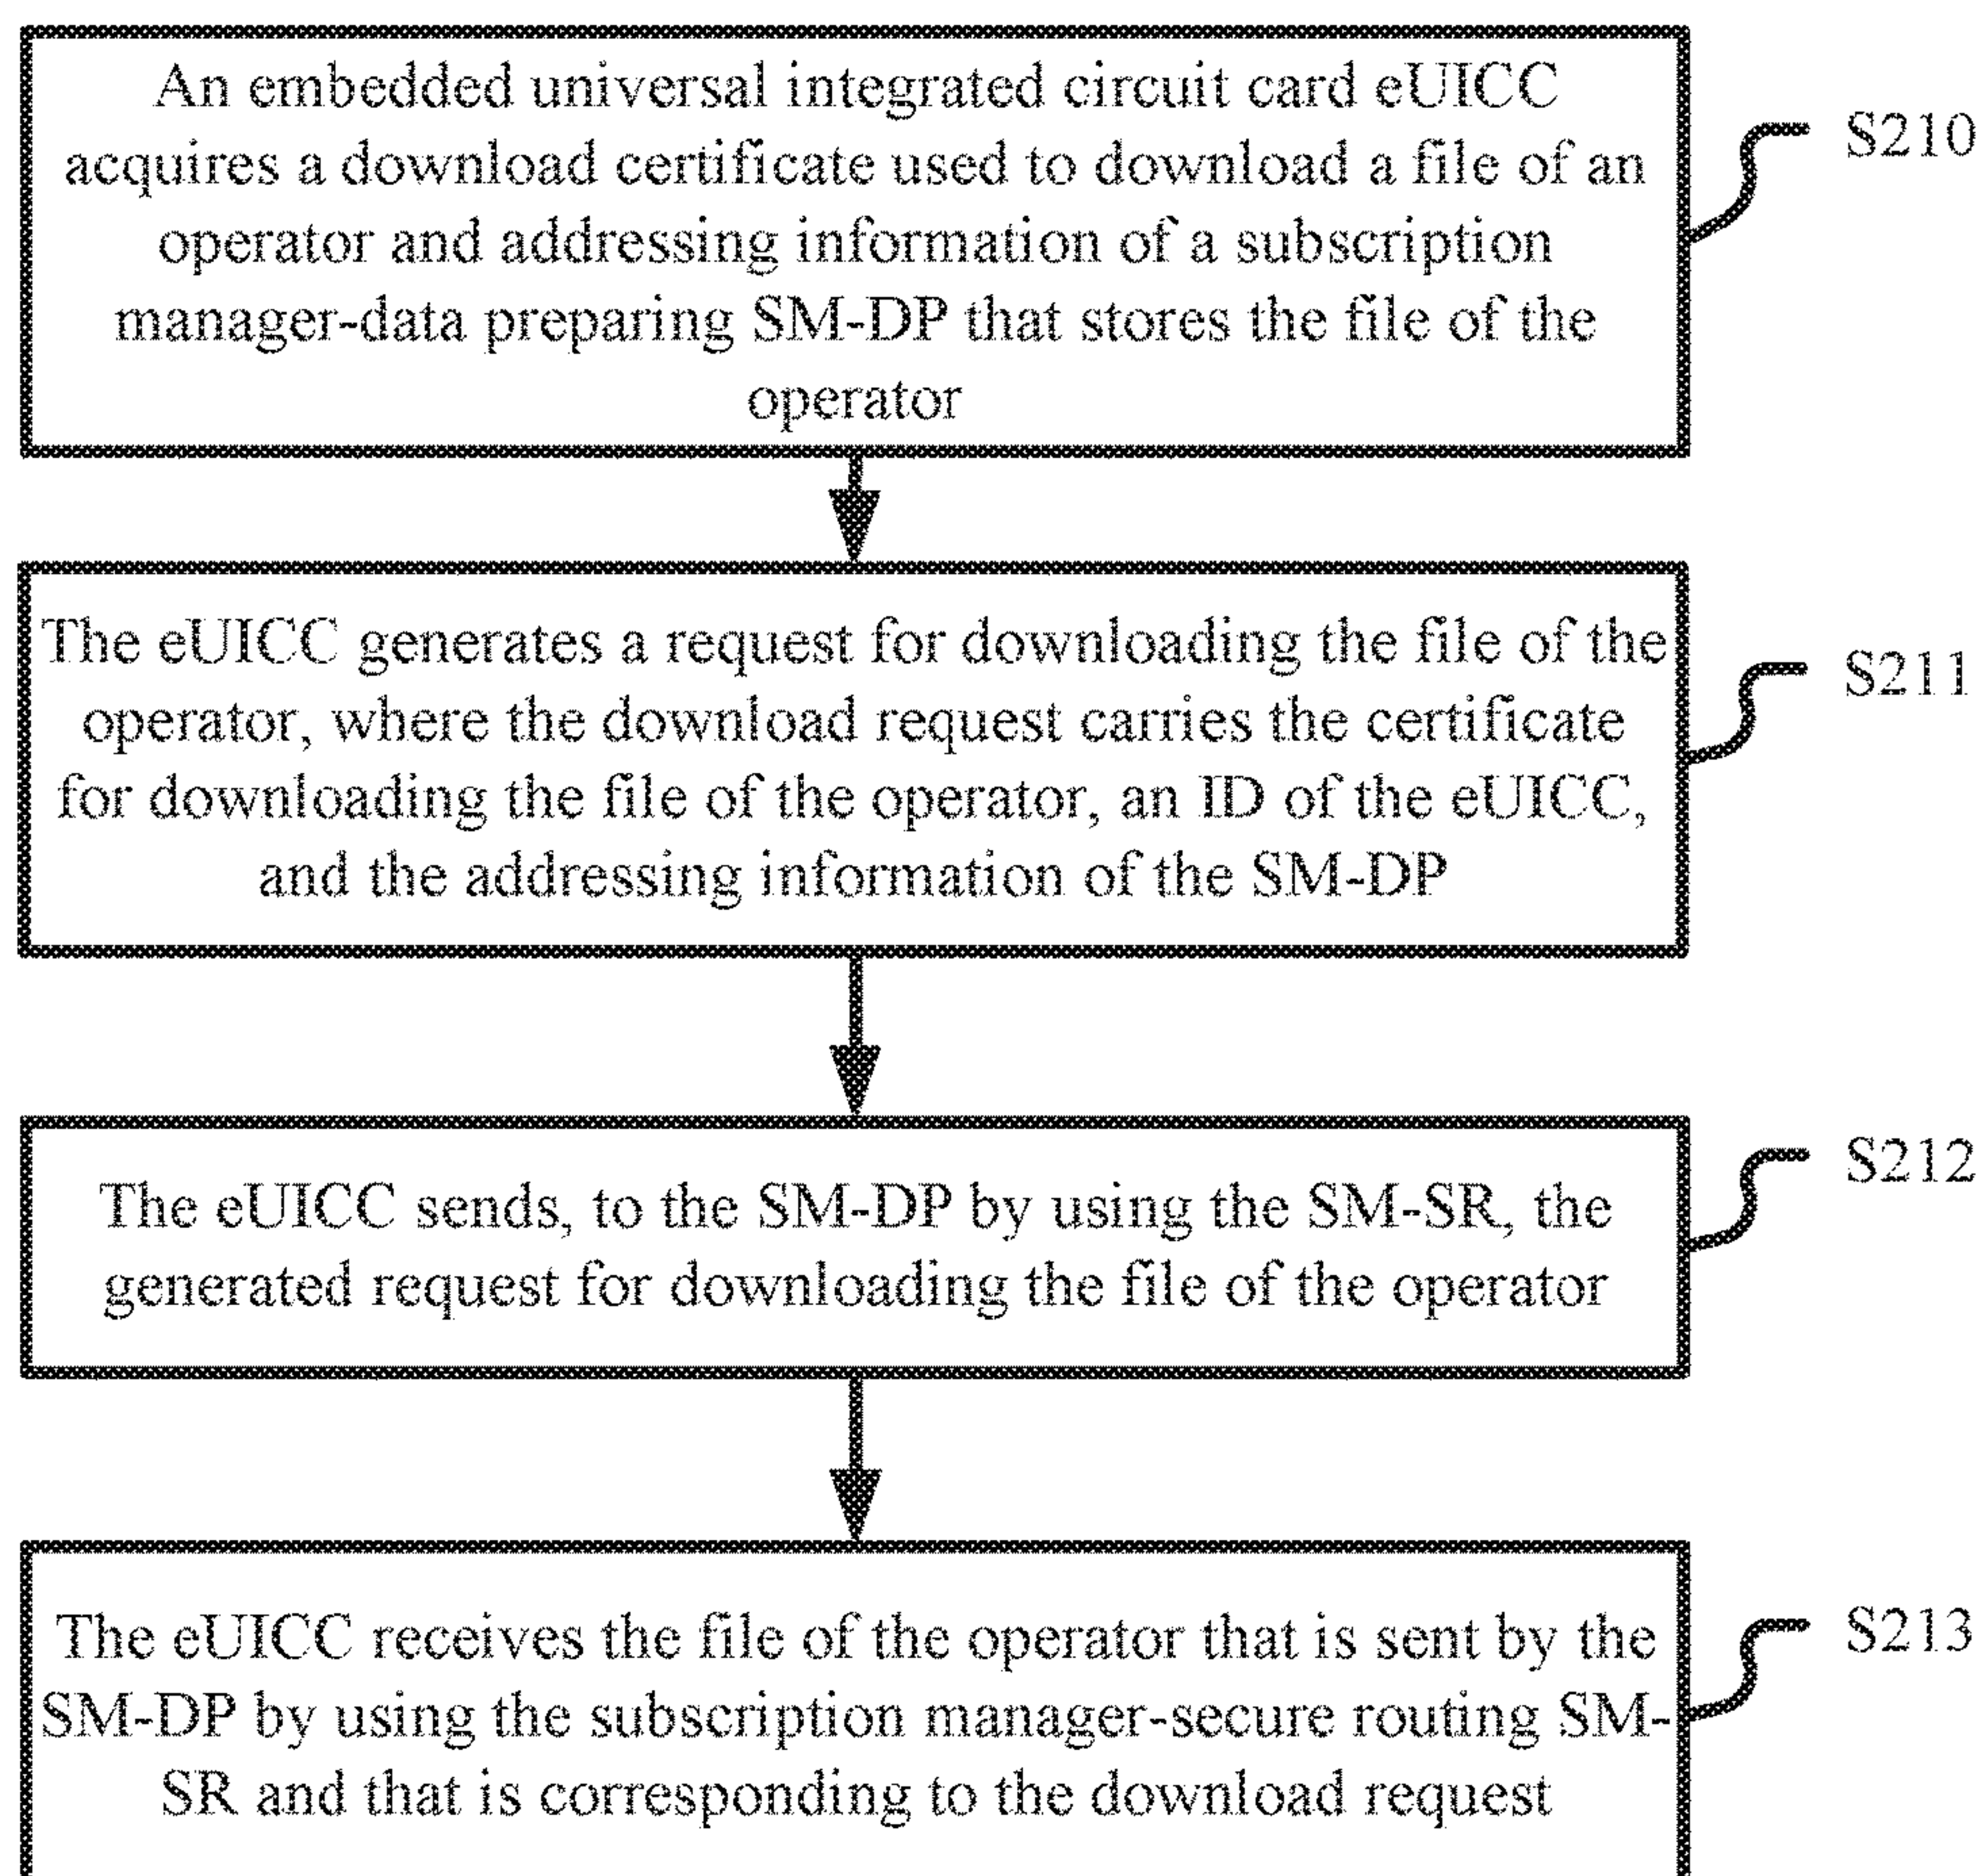 An embedded universal integrated circuit card eUICC
acquires a download certificate used to download a file of an
operator and addressing information of a subscription
manager-data preparing SM-DP that stores the file of the
operator
S210
The eUICC generates a request for downloading the file of the
operator, where the download request carries the certificate
for downloading the file of the operator, an ID of the eUICC,
and the addressing information of the SM-DP
S211
The eUICC sends, to the SM-DP by using the SM-SR, the
generated request for downloading the file of the operator
S212
The eUICC receives the file of the operator that is sent by the
SM-DP by using the subscription manager-secure routing SM-
SR and that is corresponding to the download request
S213